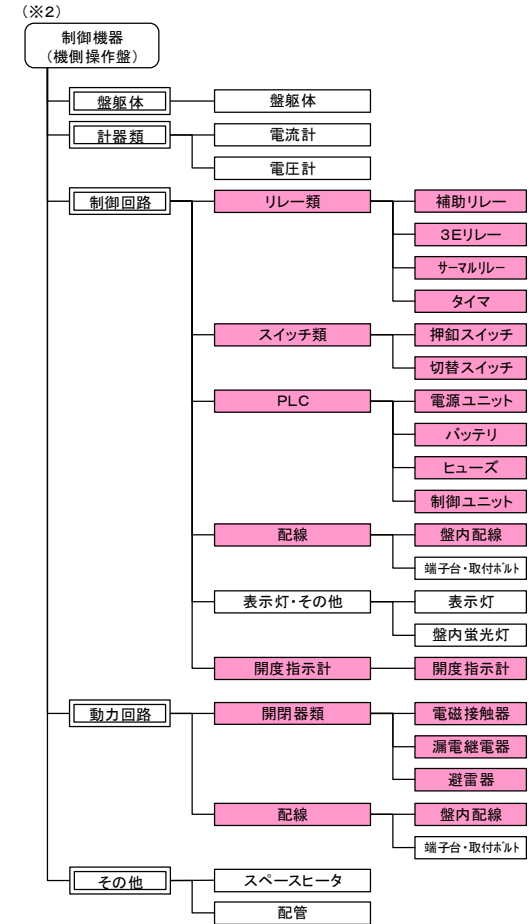 (※2)
制御機器
(機側操作盤)
盤躯体
盤躯体
計器類
電流計
電圧計
制御回路
リレー類
補助リレー
3Eリレー
サーマルリレー
タイマ
スイッチ類
押釦スイッチ
切替スイッチ
PLC
電源ユニット
バッテリ
ヒューズ
制御ユニット
配線
盤内配線
端子台・取付ボルト
表示灯・その他
表示灯
盤内蛍光灯
開度指示計
開度指示計
動力回路
開閉器類
電磁接触器
漏電継電器
避雷器
配線
盤内配線
端子台・取付ボルト
その他
スペースヒータ
配管